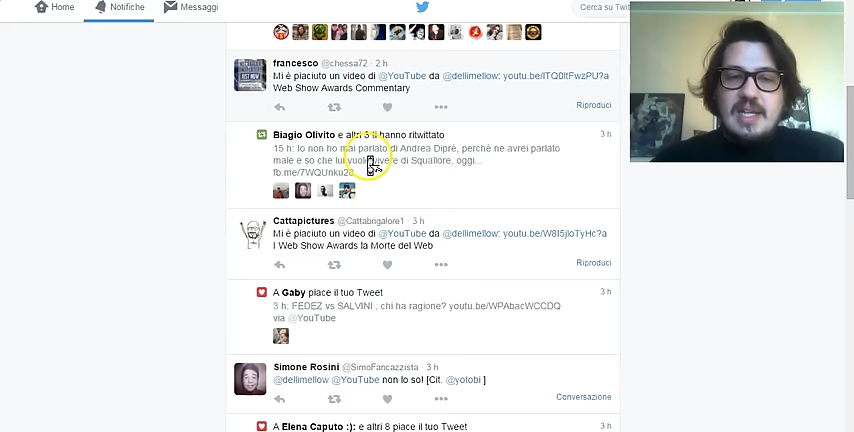 Home Notifiche Messaggi Cerca su Twit
francesco @chessa72 · 2 h
Mi è piaciuto un video di @YouTube da @dellimellow: youtu.be/ITQ0ltFwzPU?a
Web Show Awards Commentary
Riproduci
Biagio Olivito e altri 3 ti hanno ritwittato 3 h
15 h: Io non ho mai parlato di Andrea Diprè, perchè ne avrei parlato
male e so che lui vuole vivere di Squallore, oggi...
fb.me/7WQUnku2
Cattapictures @Cattabrigalore1 · 3 h
Mi è piaciuto un video di @YouTube da @dellimellow: youtu.be/W8I5jloTyHc?a
I Web Show Awards la Morte del Web
Riproduci
A Gaby piace il tuo Tweet 3 h
3 h: FEDEZ vs SALVINI : chi ha ragione? youtu.be/WPAbacWCCDQ
via @YouTube
Simone Rosini @SimoFancazzista · 3 h
@dellimellow @YouTube non lo so! [Cit. @yotobi ]
Conversazione
A Elena Caputo :): e altri 8 piace il tuo Tweet 3 h